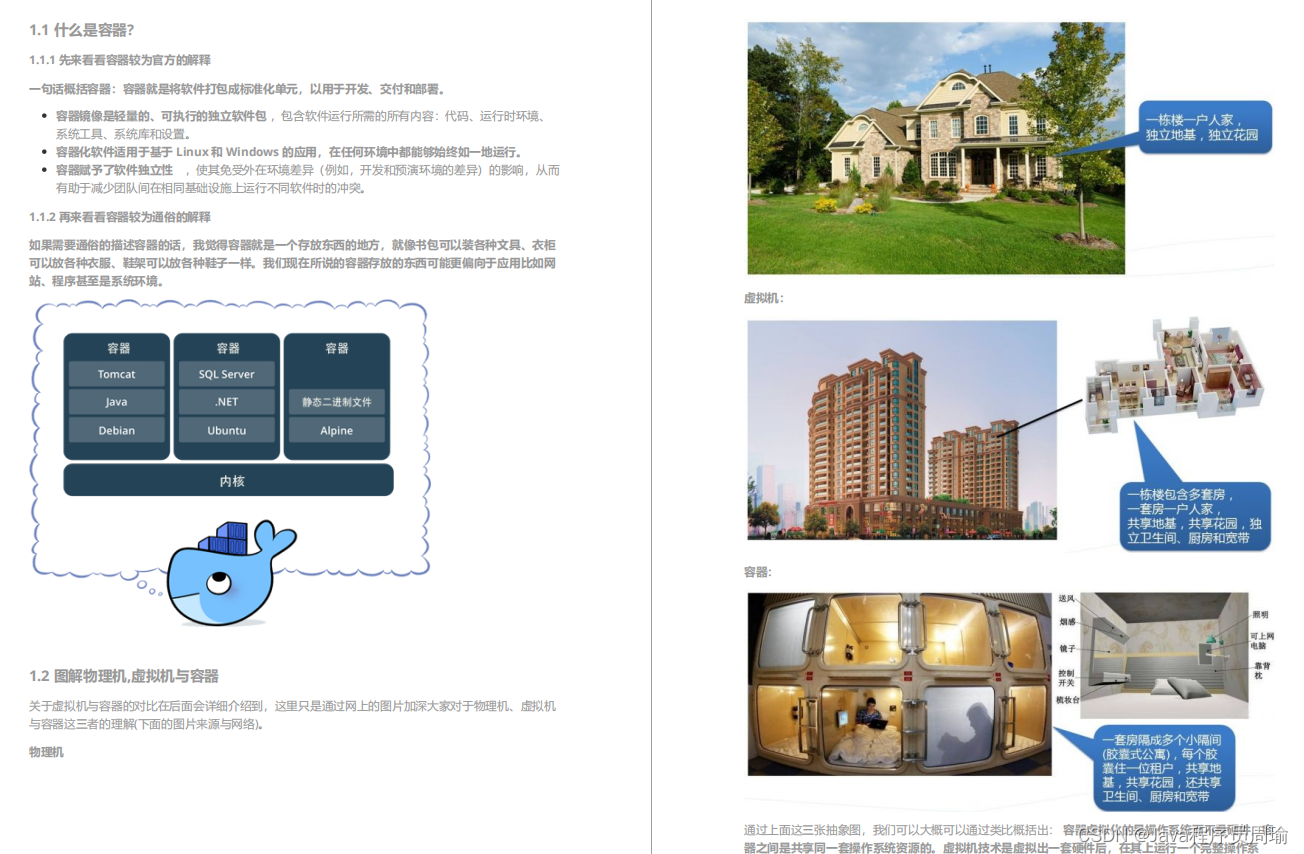 1.1 什么是容器?
1.1.1 先来看看容器较为官方的解释
一句话概括容器：容器就是将软件打包成标准化单元，以用于开发、交付和部署。
容器镜像是轻量的、可执行的独立软件包 ，包含软件运行所需的所有内容：代码、运行时环境、
系统工具、系统库和设置。
容器化软件适用于基于 Linux 和 Windows 的应用，在任何环境中都能够始终如一地运行。
容器赋予了软件独立性 ，使其免受外在环境差异（例如，开发和预演环境的差异）的影响，从而
有助于减少团队间在相同基础设施上运行不同软件时的冲突。
1.1.2 再来看看容器较为通俗的解释
如果需要通俗的描述容器的话，我觉得容器就是一个存放东西的地方，就像书包可以装各种文具、衣柜
可以放各种衣服、鞋架可以放各种鞋子一样。我们现在所说的容器存放的东西可能更偏向于应用比如网
站、程序甚至是系统环境。
容器
Tomcat
Java
Debian
容器
SQL Server
.NET
Ubuntu
容器
静态二进制文件
Alpine
内核
1.2 图解物理机,虚拟机与容器
关于虚拟机与容器的对比在后面会详细介绍到，这里只是通过网上的图片加深大家对于物理机、虚拟机
与容器这三者的理解(下面的图片来源与网络)。
物理机
一栋楼一户人家，
独立地基，独立花园
虚拟机：
一栋楼包含多套房，
一套房一户人家，
共享地基，共享花园，独
立卫生间、厨房和宽带
容器：
送风
烟感
镜子
控制
开关
梳妆台
照明
可上网
电脑
靠背
枕
一套房隔成多个小隔间
(胶囊式公寓)，每个胶
囊住一位租户，共享地
基，共享花园，还共享
卫生间、厨房和宽带
通过上面这三张抽象图，我们可以大概可以通过类比概括出： 容器虚拟化的是操作系统而不是硬件，容
器之间是共享同一套操作系统资源的。虚拟机技术是虚拟出一套硬件后，在其上运行一个完整操作系
CSDN @Java程序员周瑜